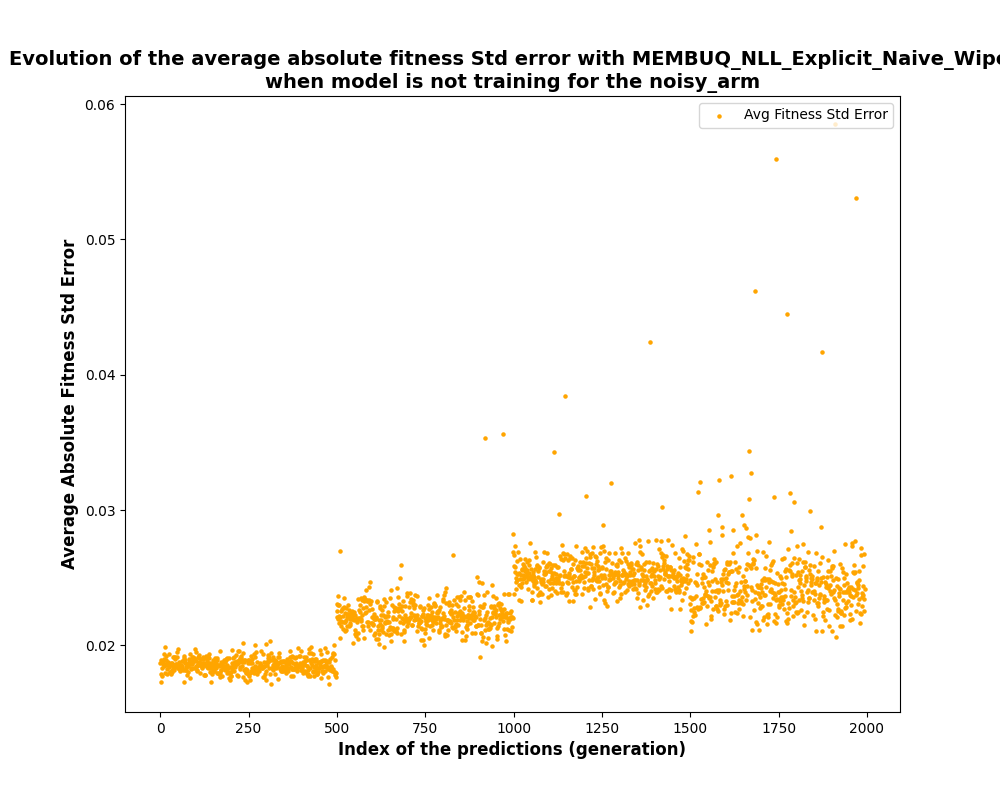 Evolution of the average absolute fitness Std error with MEMBUQ_NLL_Explicit_Naive_Wipe
when model is not training for the noisy_arm
Avg Fitness Std Error
Average Absolute Fitness Std Error
0.06
0.05
0.04
0.03
0.02
0 250 500 750 1000 1250 1500 1750 2000
Index of the predictions (generation)